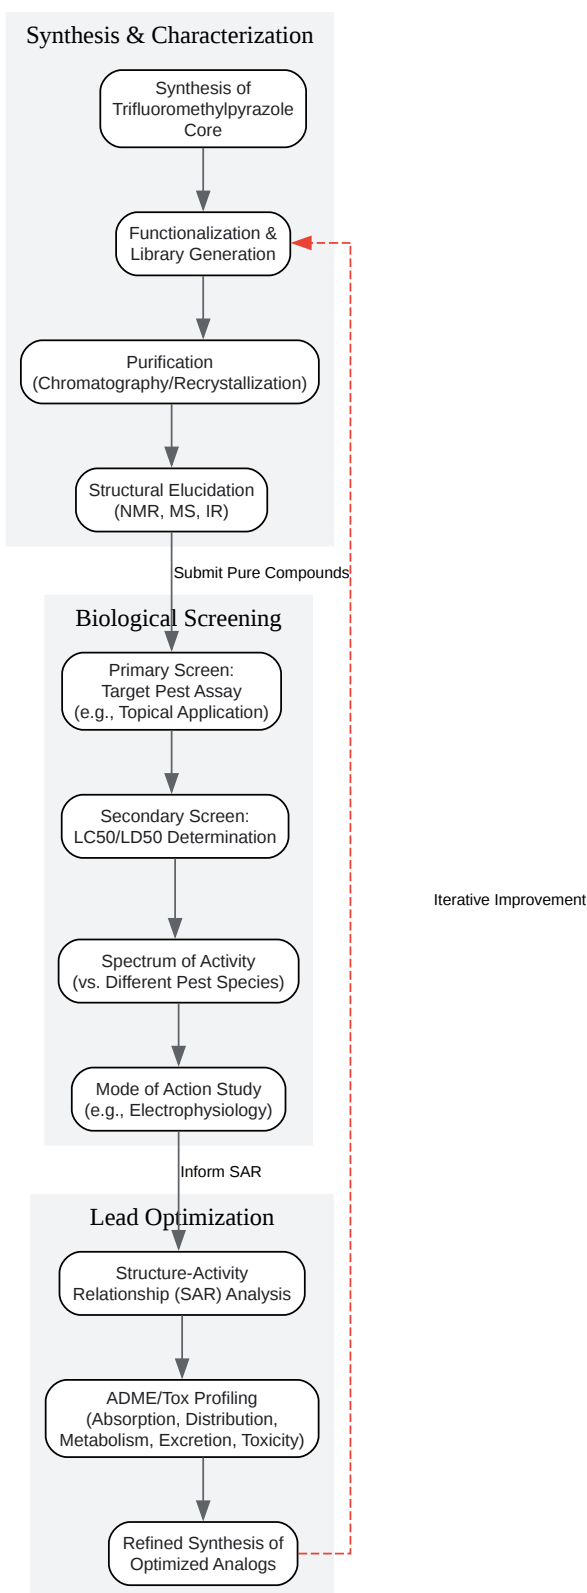 Synthesis & Characterization
Synthesis of
Trifluoromethylpyrazole
Core
Functionalization &
Library Generation
Purification
(Chromatography/Recrystallization)
Structural Elucidation
(NMR, MS, IR)
Submit Pure Compounds
Biological Screening
Primary Screen:
Target Pest Assay
(e.g., Topical Application)
Secondary Screen:
LC50/LD50 Determination
Iterative Improvement
Spectrum of Activity
(vs. Different Pest Species)
Mode of Action Study
(e.g., Electrophysiology)
Inform SAR
Lead Optimization
Structure-Activity
Relationship (SAR) Analysis
ADME/Tox Profiling
(Absorption, Distribution,
Metabolism, Excretion, Toxicity)
Refined Synthesis of
Optimized Analogs